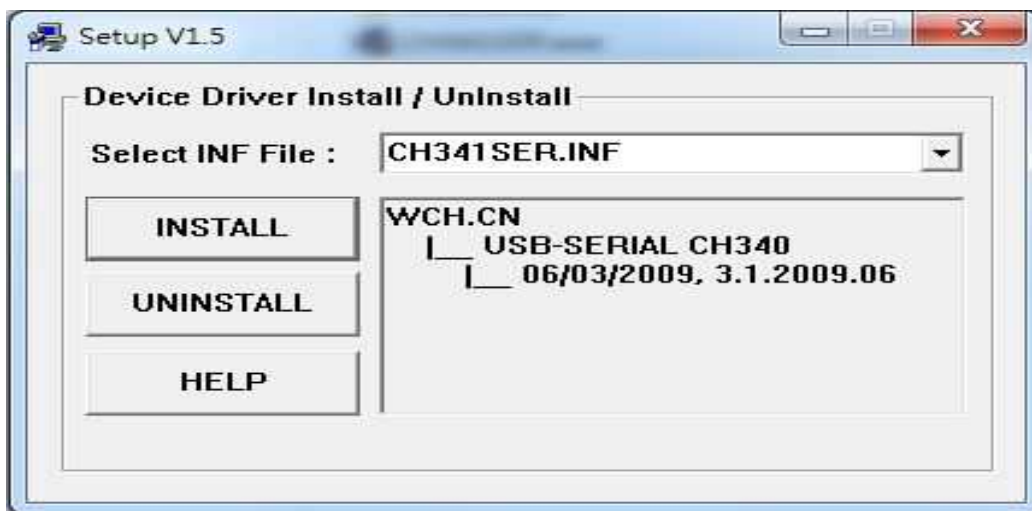 Setup V1.5
Device Driver Install / UnInstall
Select INF File :
CH341SER.INF
INSTALL
UNINSTALL
HELP
WCH.CN
|__ USB-SERIAL CH340
|__ 06/03/2009, 3.1.2009.06